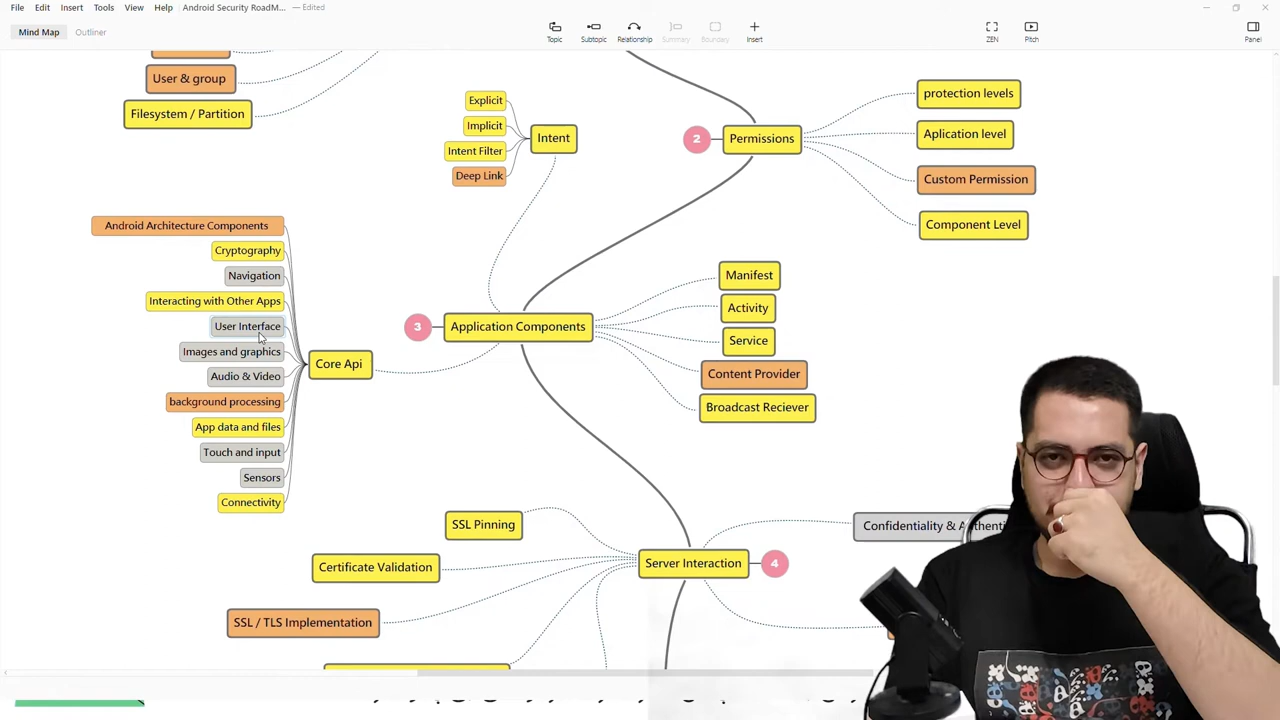 File Edit Insert Tools View Help Android Security RoadM... — Edited
Mind Map Outliner
Topic Subtopic Relationship Summary Boundary Insert ZEN Pitch Panel
User & group
Filesystem / Partition
Explicit
Implicit
Intent Filter
Deep Link
Intent
2
Permissions
protection levels
Aplication level
Custom Permission
Component Level
Android Architecture Components
Cryptography
Navigation
Interacting with Other Apps
User Interface
Images and graphics
Audio & Video
background processing
App data and files
Touch and input
Sensors
Connectivity
Core Api
3
Application Components
Manifest
Activity
Service
Content Provider
Broadcast Reciever
SSL Pinning
Certificate Validation
SSL / TLS Implementation
Server Interaction
4
Confidentiality &